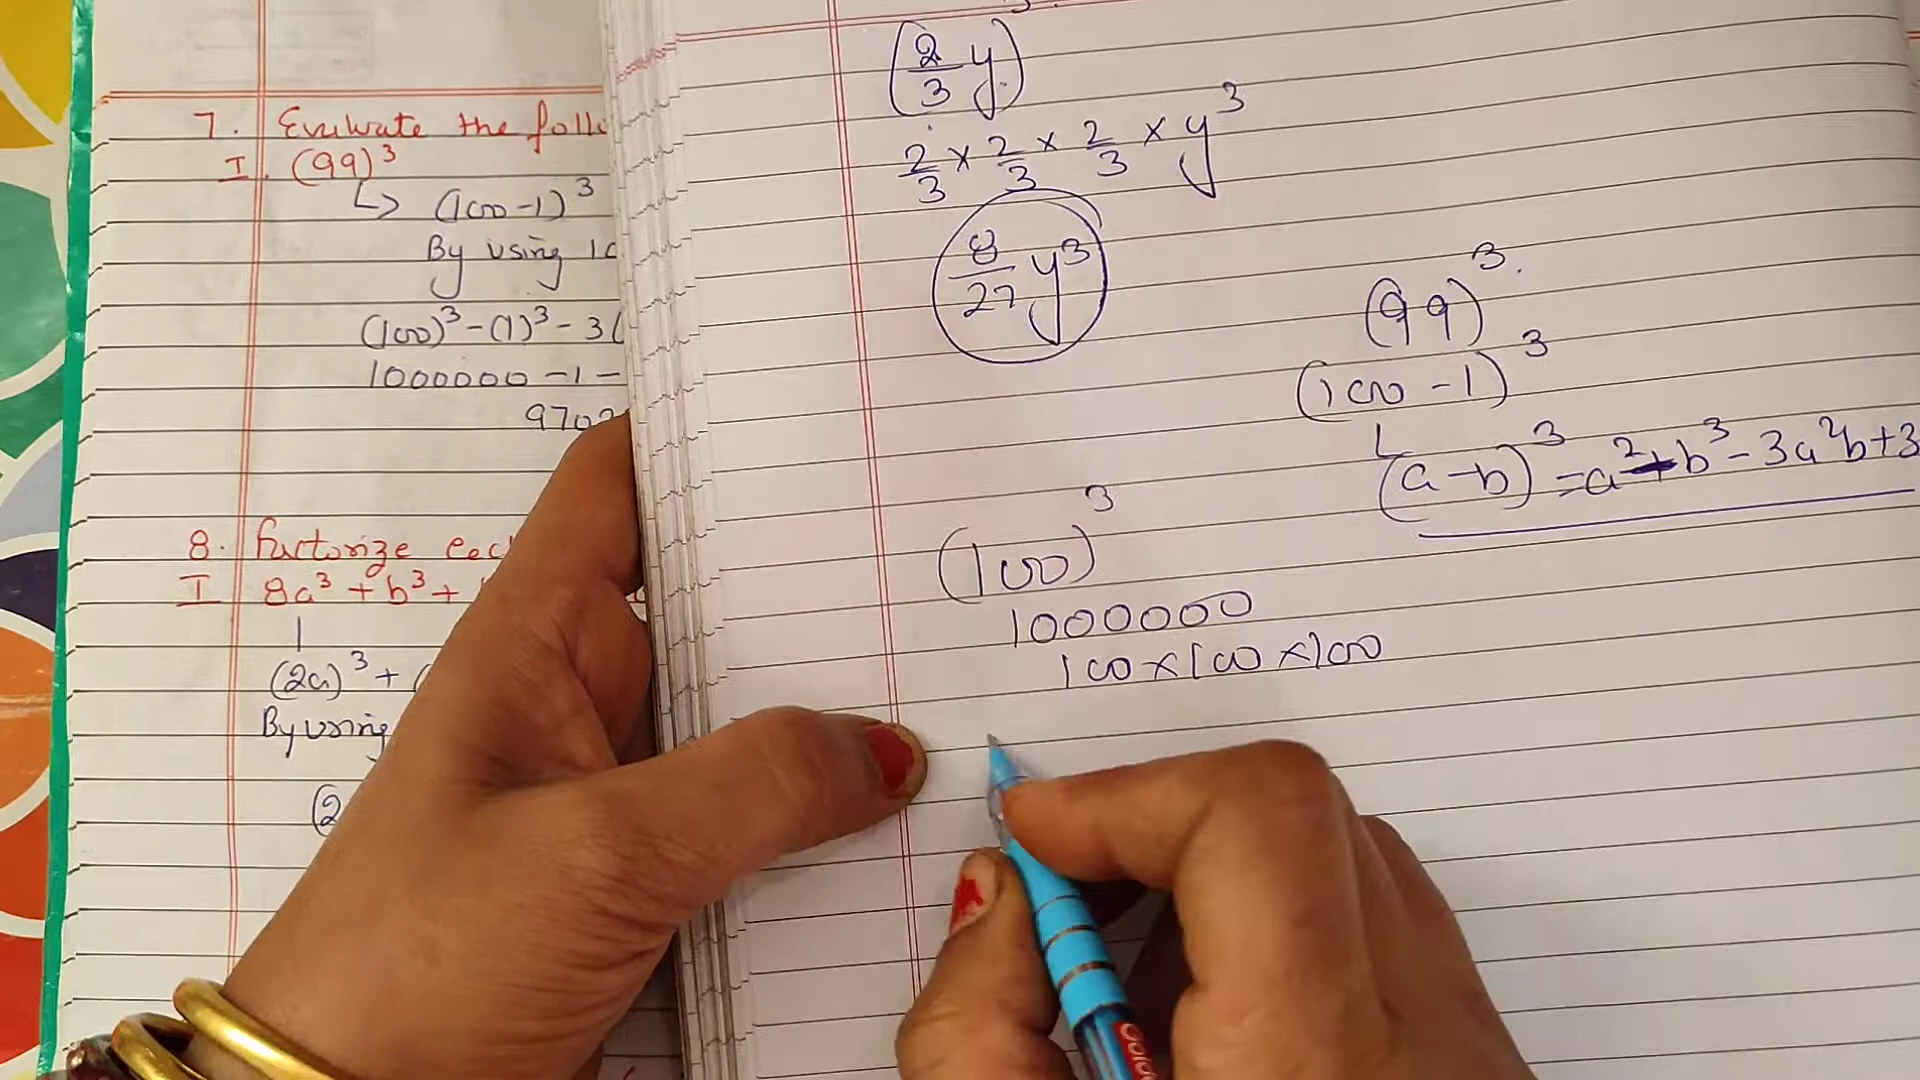 7. Evaluate the follo
I. (99)³
↳ (100-1)³
By using
(100)³-(1)³-3(
1000000-1-
970
8. Factorize eac
I 8a³+b³+
(2a)³+(
By using
(2
(2/3 y)³
2/3 × 2/3 × 2/3 × y³
8/27 y³
(99)³
(100-1)³
(a-b)³=a²-b³-3a²b+3
(100)³
1000000
100×100×100